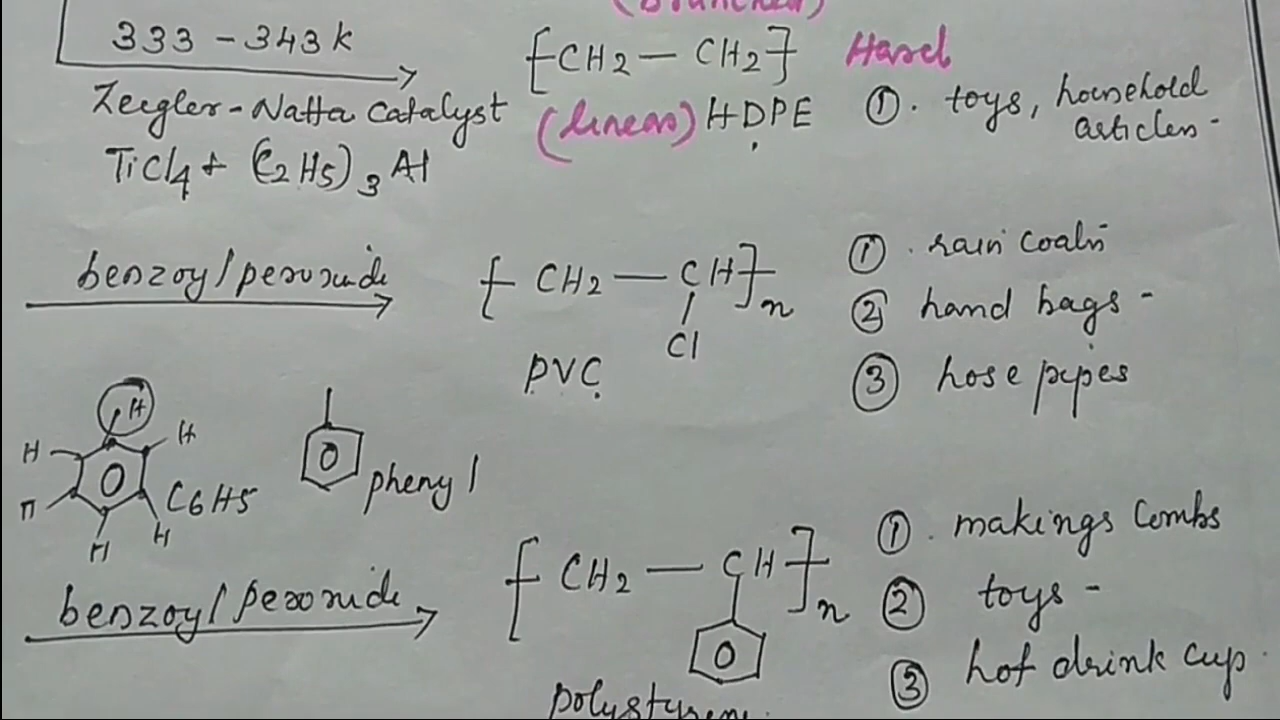 (Branched)
333 - 343 k
[CH2 — CH2] Hard
Zeigler - Natta Catalyst
(linear) HDPE
① . toys, household
articles -
TiCl4 + (C2H5)3 Al
benzoyl peroxide
[ CH2 — CH ]n
Cl
PVC
① . rain coats
② hand bags -
③ hose pipes
H
H
H
H
H
H
C6H5
phenyl
benzoyl peroxide
[ CH2 — CH ]n
polystyrene.
① . makings Combs
② toys -
③ hot drink cup.